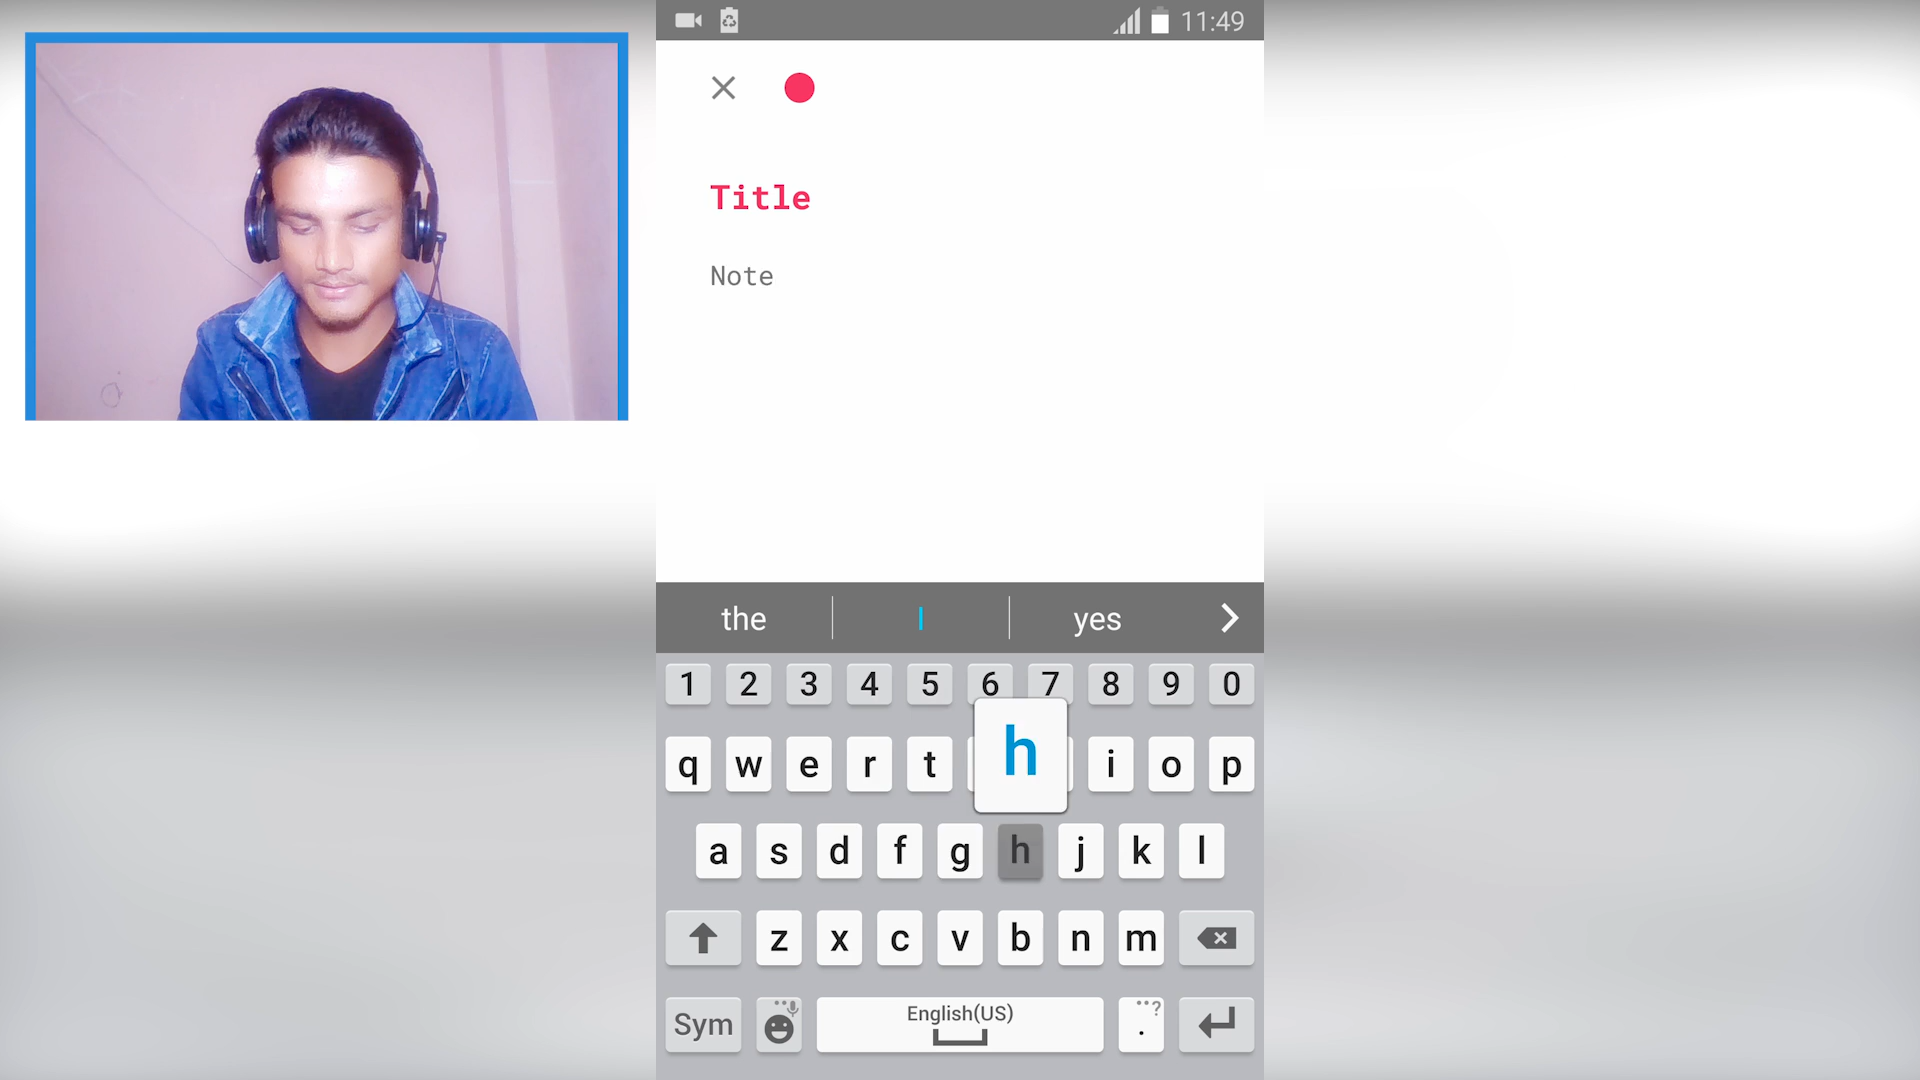 11:49
Title
Note
the I yes
1 2 3 4 5 6 7 8 9 0
h
q w e r t i o p
a s d f g h j k l
z x c v b n m
Sym English(US) . ?